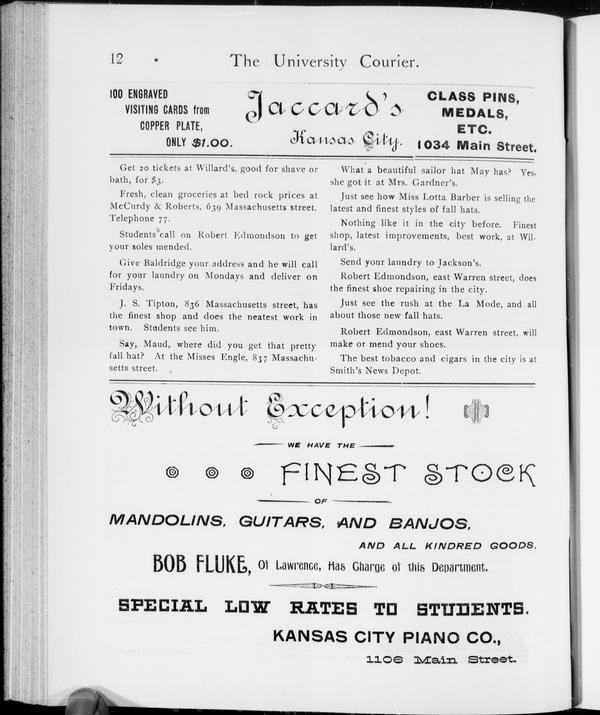 12
The University Courier.
100 ENGRAVED
VISITING CARDS from
COPPER PLATE,
ONLY $1.00.
Jaccard's
Kansas City.
CLASS PINS,
MEDALS,
ETC.
1034 Main Street.
Get 20 tickets at Willard's, good for shave or
bath, for $3.
Fresh, clean groceries at bed rock prices at
McCurdy & Roberts, 639 Massachusetts street.
Telephone 77.
Students call on Robert Edmondson to get
your soles mended.
Give Baldridge your address and he will call
for your laundry on Mondays and deliver on
Fridays.
J. S. Tipton, 836 Massachusetts street, has
the finest shop and does the neatest work in
town. Students see him.
Say, Maud, where did you get that pretty
fall hat? At the Misses Engle, 837 Massachu-
setts street.
What a beautiful sailor hat May has? Yes,
she got it at Mrs. Gardner's.
Just see how Miss Lotta Barber is selling the
latest and finest styles of fall hats.
Nothing like it in the city before. Finest
shop, latest improvements, best work, at Wil-
lard's.
Send your laundry to Jackson's.
Robert Edmondson, east Warren street, does
the finest shoe repairing in the city.
Just see the rush at the La Mode, and all
about those new fall hats.
Robert Edmondson, east Warren street, will
make or mend your shoes.
The best tobacco and cigars in the city is at
Smith's News Depot.
Without Exception!
WE HAVE THE
FINEST STOCK
OF
MANDOLINS, GUITARS, AND BANJOS,
AND ALL KINDRED GOODS.
BOB FLUKE, Of Lawrence, Has Charge of this Department.
SPECIAL LOW RATES TO STUDENTS.
KANSAS CITY PIANO CO.,
1106 Main Street.